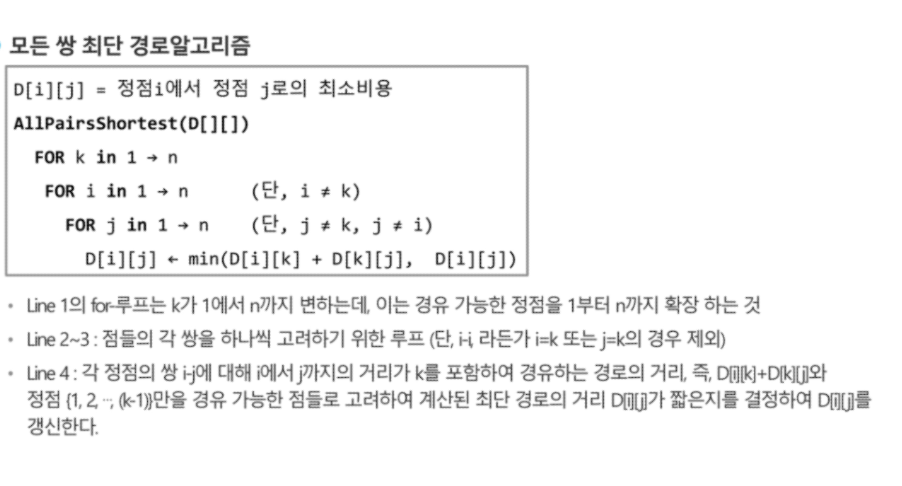 모든 쌍 최단 경로알고리즘
D[i][j] = 정점i에서 정점 j로의 최소비용
AllPairsShortest(D[][])
FOR k in 1 → n
FOR i in 1 → n (단, i ≠ k)
FOR j in 1 → n (단, j ≠ k, j ≠ i)
D[i][j] ← min(D[i][k] + D[k][j], D[i][j])
• Line 1의 for-루프는 k가 1에서 n까지 변하는데, 이는 경유 가능한 정점을 1부터 n까지 확장 하는 것
• Line 2~3 : 점들의 각 쌍을 하나씩 고려하기 위한 루프 (단, i-i, 라든가 i=k 또는 j=k의 경우 제외)
• Line 4 : 각 정점의 쌍 i-j에 대해 i에서 j까지의 거리가 k를 포함하여 경유하는 경로의 거리, 즉, D[i][k]+D[k][j]와
정점 {1, 2, ···, (k-1)}만을 경유 가능한 점들로 고려하여 계산된 최단 경로의 거리 D[i][j]가 짧은지를 결정하여 D[i][j]를
갱신한다.